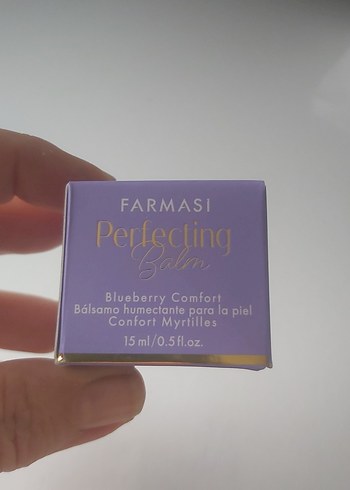 FARMASI
Perfecting
Balm
Blueberry Comfort
Bálsamo humectante para la piel
Confort Myrtilles
15 ml/0.5 fl.oz.